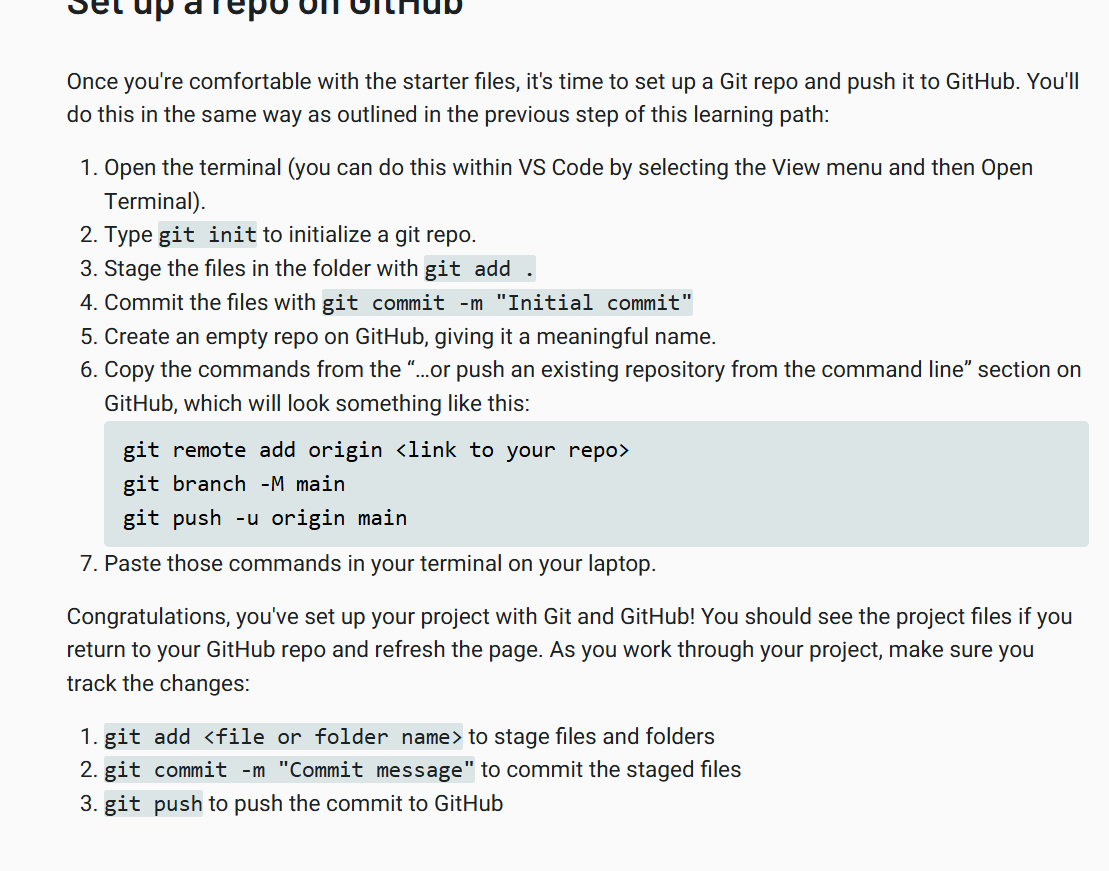 Set up a repo on GitHub
Once you're comfortable with the starter files, it's time to set up a Git repo and push it to GitHub. You'll
do this in the same way as outlined in the previous step of this learning path:
1. Open the terminal (you can do this within VS Code by selecting the View menu and then Open
Terminal).
2. Type git init to initialize a git repo.
3. Stage the files in the folder with git add .
4. Commit the files with git commit -m "Initial commit"
5. Create an empty repo on GitHub, giving it a meaningful name.
6. Copy the commands from the “…or push an existing repository from the command line” section on
GitHub, which will look something like this:
git remote add origin <link to your repo>
git branch -M main
git push -u origin main
7. Paste those commands in your terminal on your laptop.
Congratulations, you've set up your project with Git and GitHub! You should see the project files if you
return to your GitHub repo and refresh the page. As you work through your project, make sure you
track the changes:
1. git add <file or folder name> to stage files and folders
2. git commit -m "Commit message" to commit the staged files
3. git push to push the commit to GitHub